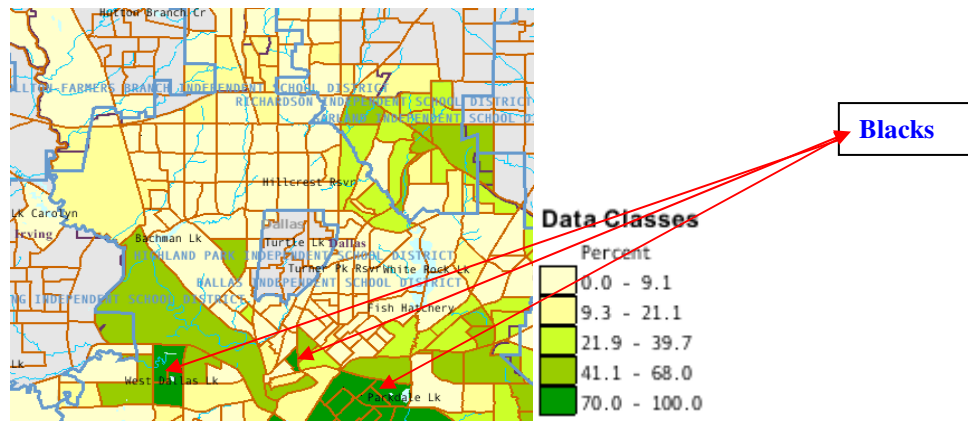 Hutton Branch Cr
LLTON-FARMERS BRANCH INDEPENDENT SCHOOL DISTRICT
RICHARDSON INDEPENDENT SCHOOL DISTRICT
GARLAND INDEPENDENT SCHOOL D
Blacks
Hillcrest Rsvr
Lk Carolyn
Dallas
Irving
Bachman Lk
Turtle Lk Dallas
HIGHLAND PARK INDEPENDENT SCHOOL DISTRICT
Turner Pk Rsvr White Rock Lk
DALLAS INDEPENDENT SCHOOL DISTRICT
NG INDEPENDENT SCHOOL DISTRICT
Fish Hatchery
Lk
West Dallas Lk
Parkdale Lk
Data Classes
Percent
0.0 - 9.1
9.3 - 21.1
21.9 - 39.7
41.1 - 68.0
70.0 - 100.0